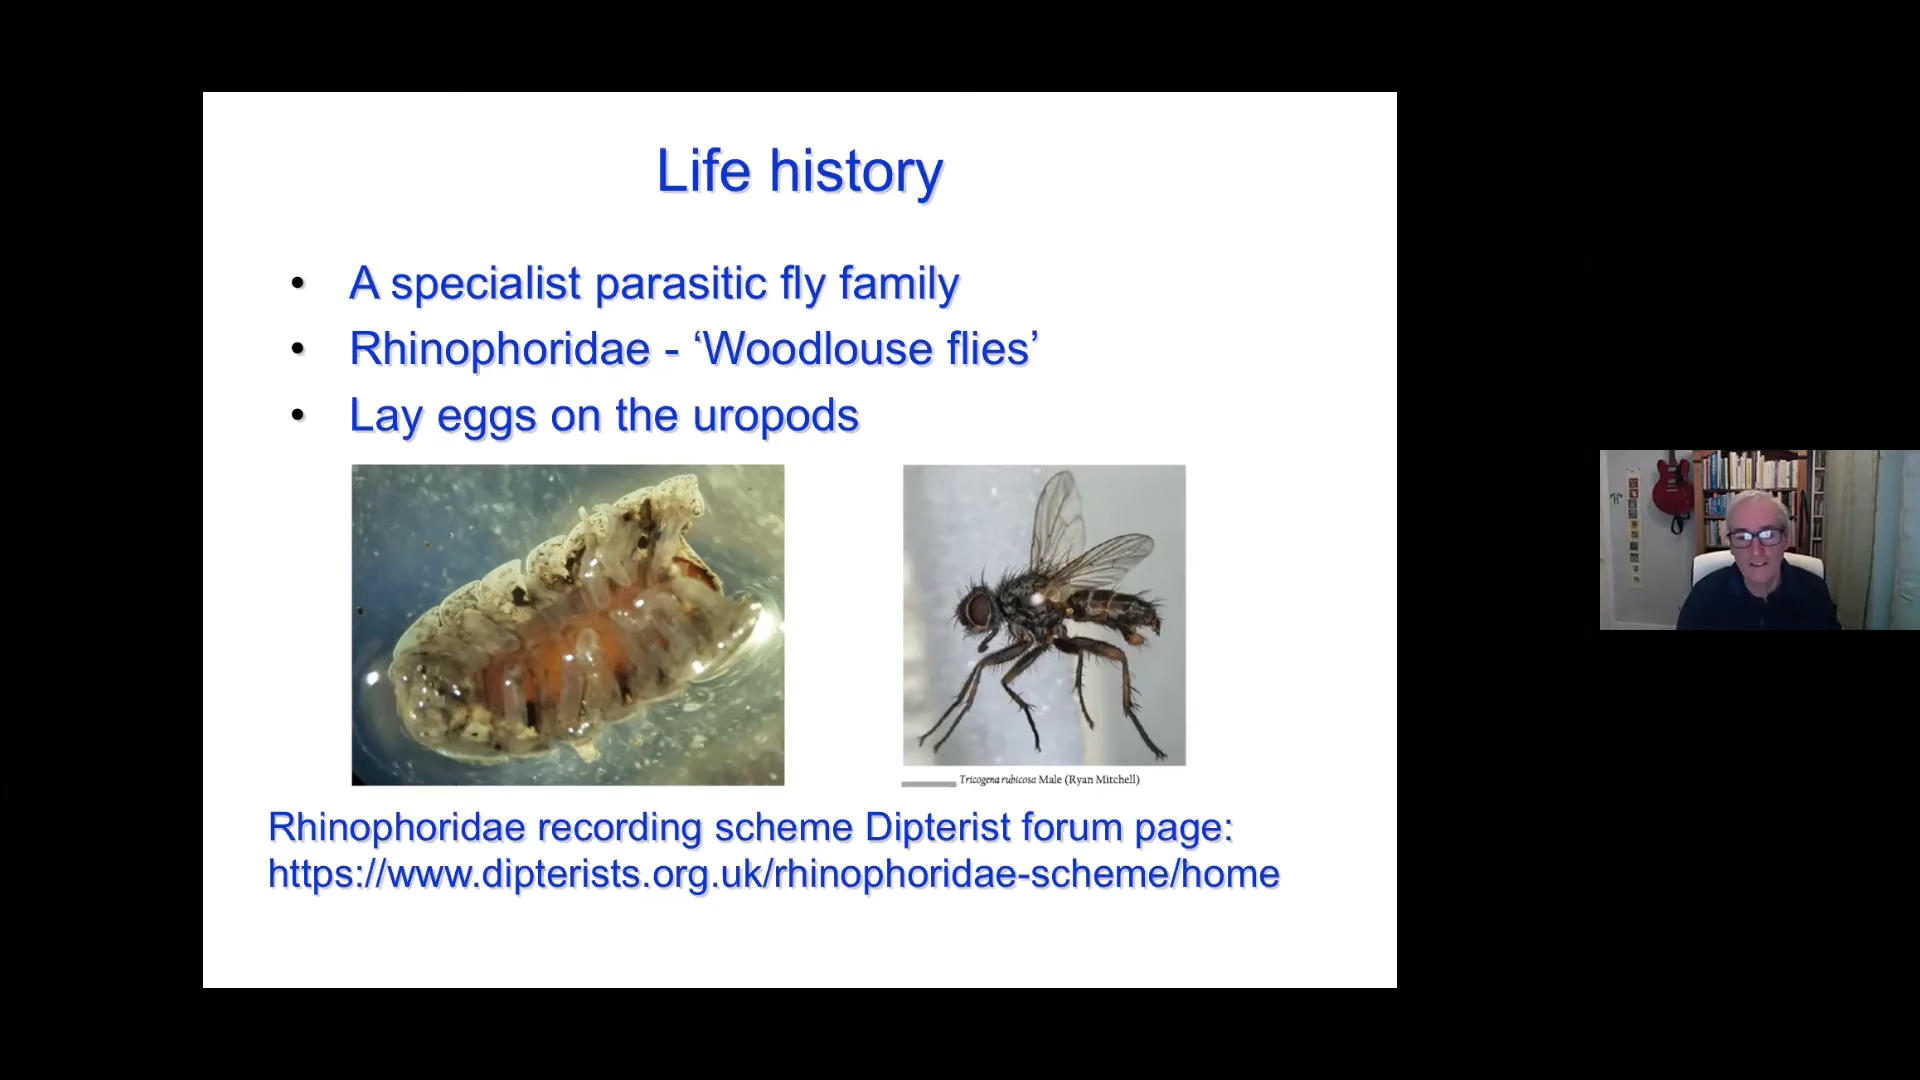 Life history
• A specialist parasitic fly family
• Rhinophoridae - ‘Woodlouse flies’
• Lay eggs on the uropods
Tricogena rubicosa Male (Ryan Mitchell)
Rhinophoridae recording scheme Dipterist forum page:
https://www.dipterists.org.uk/rhinophoridae-scheme/home